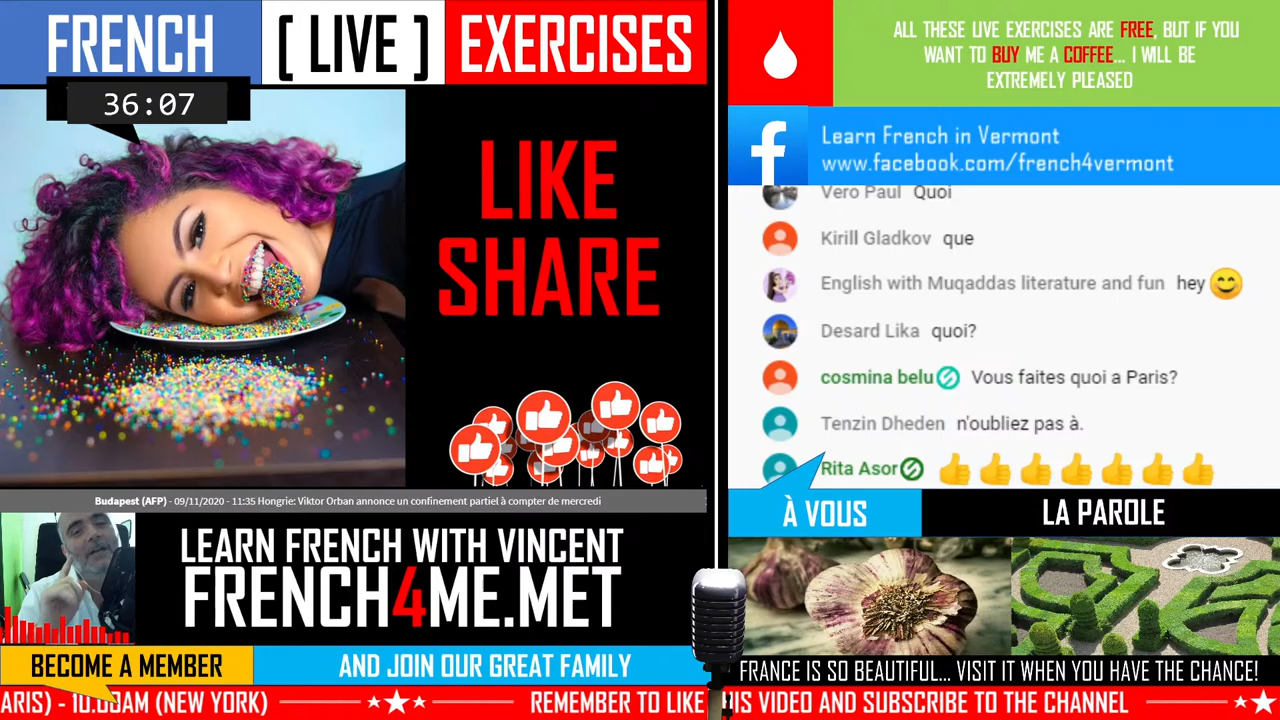 FRENCH
[ LIVE ]
EXERCISES
36:07
LIKE
SHARE
Budapest (AFP) - 09/11/2020 - 11:35 Hongrie: Viktor Orban annonce un confinement partiel à compter de mercredi
LEARN FRENCH WITH VINCENT
FRENCH4ME.MET
BECOME A MEMBER
AND JOIN OUR GREAT FAMILY
ALL THESE LIVE EXERCISES ARE FREE, BUT IF YOU
WANT TO BUY ME A COFFEE... I WILL BE
EXTREMELY PLEASED
Learn French in Vermont
www.facebook.com/french4vermont
Vero Paul Quoi
Kirill Gladkov que
English with Muqaddas literature and fun hey
Desard Lika quoi?
cosmina belu Vous faites quoi a Paris?
Tenzin Dheden n'oubliez pas à.
Rita Asor
À VOUS
LA PAROLE
FRANCE IS SO BEAUTIFUL... VISIT IT WHEN YOU HAVE THE CHANCE!
ARIS) - 10.00AM (NEW YORK) REMEMBER TO LIKE HIS VIDEO AND SUBSCRIBE TO THE CHANNEL